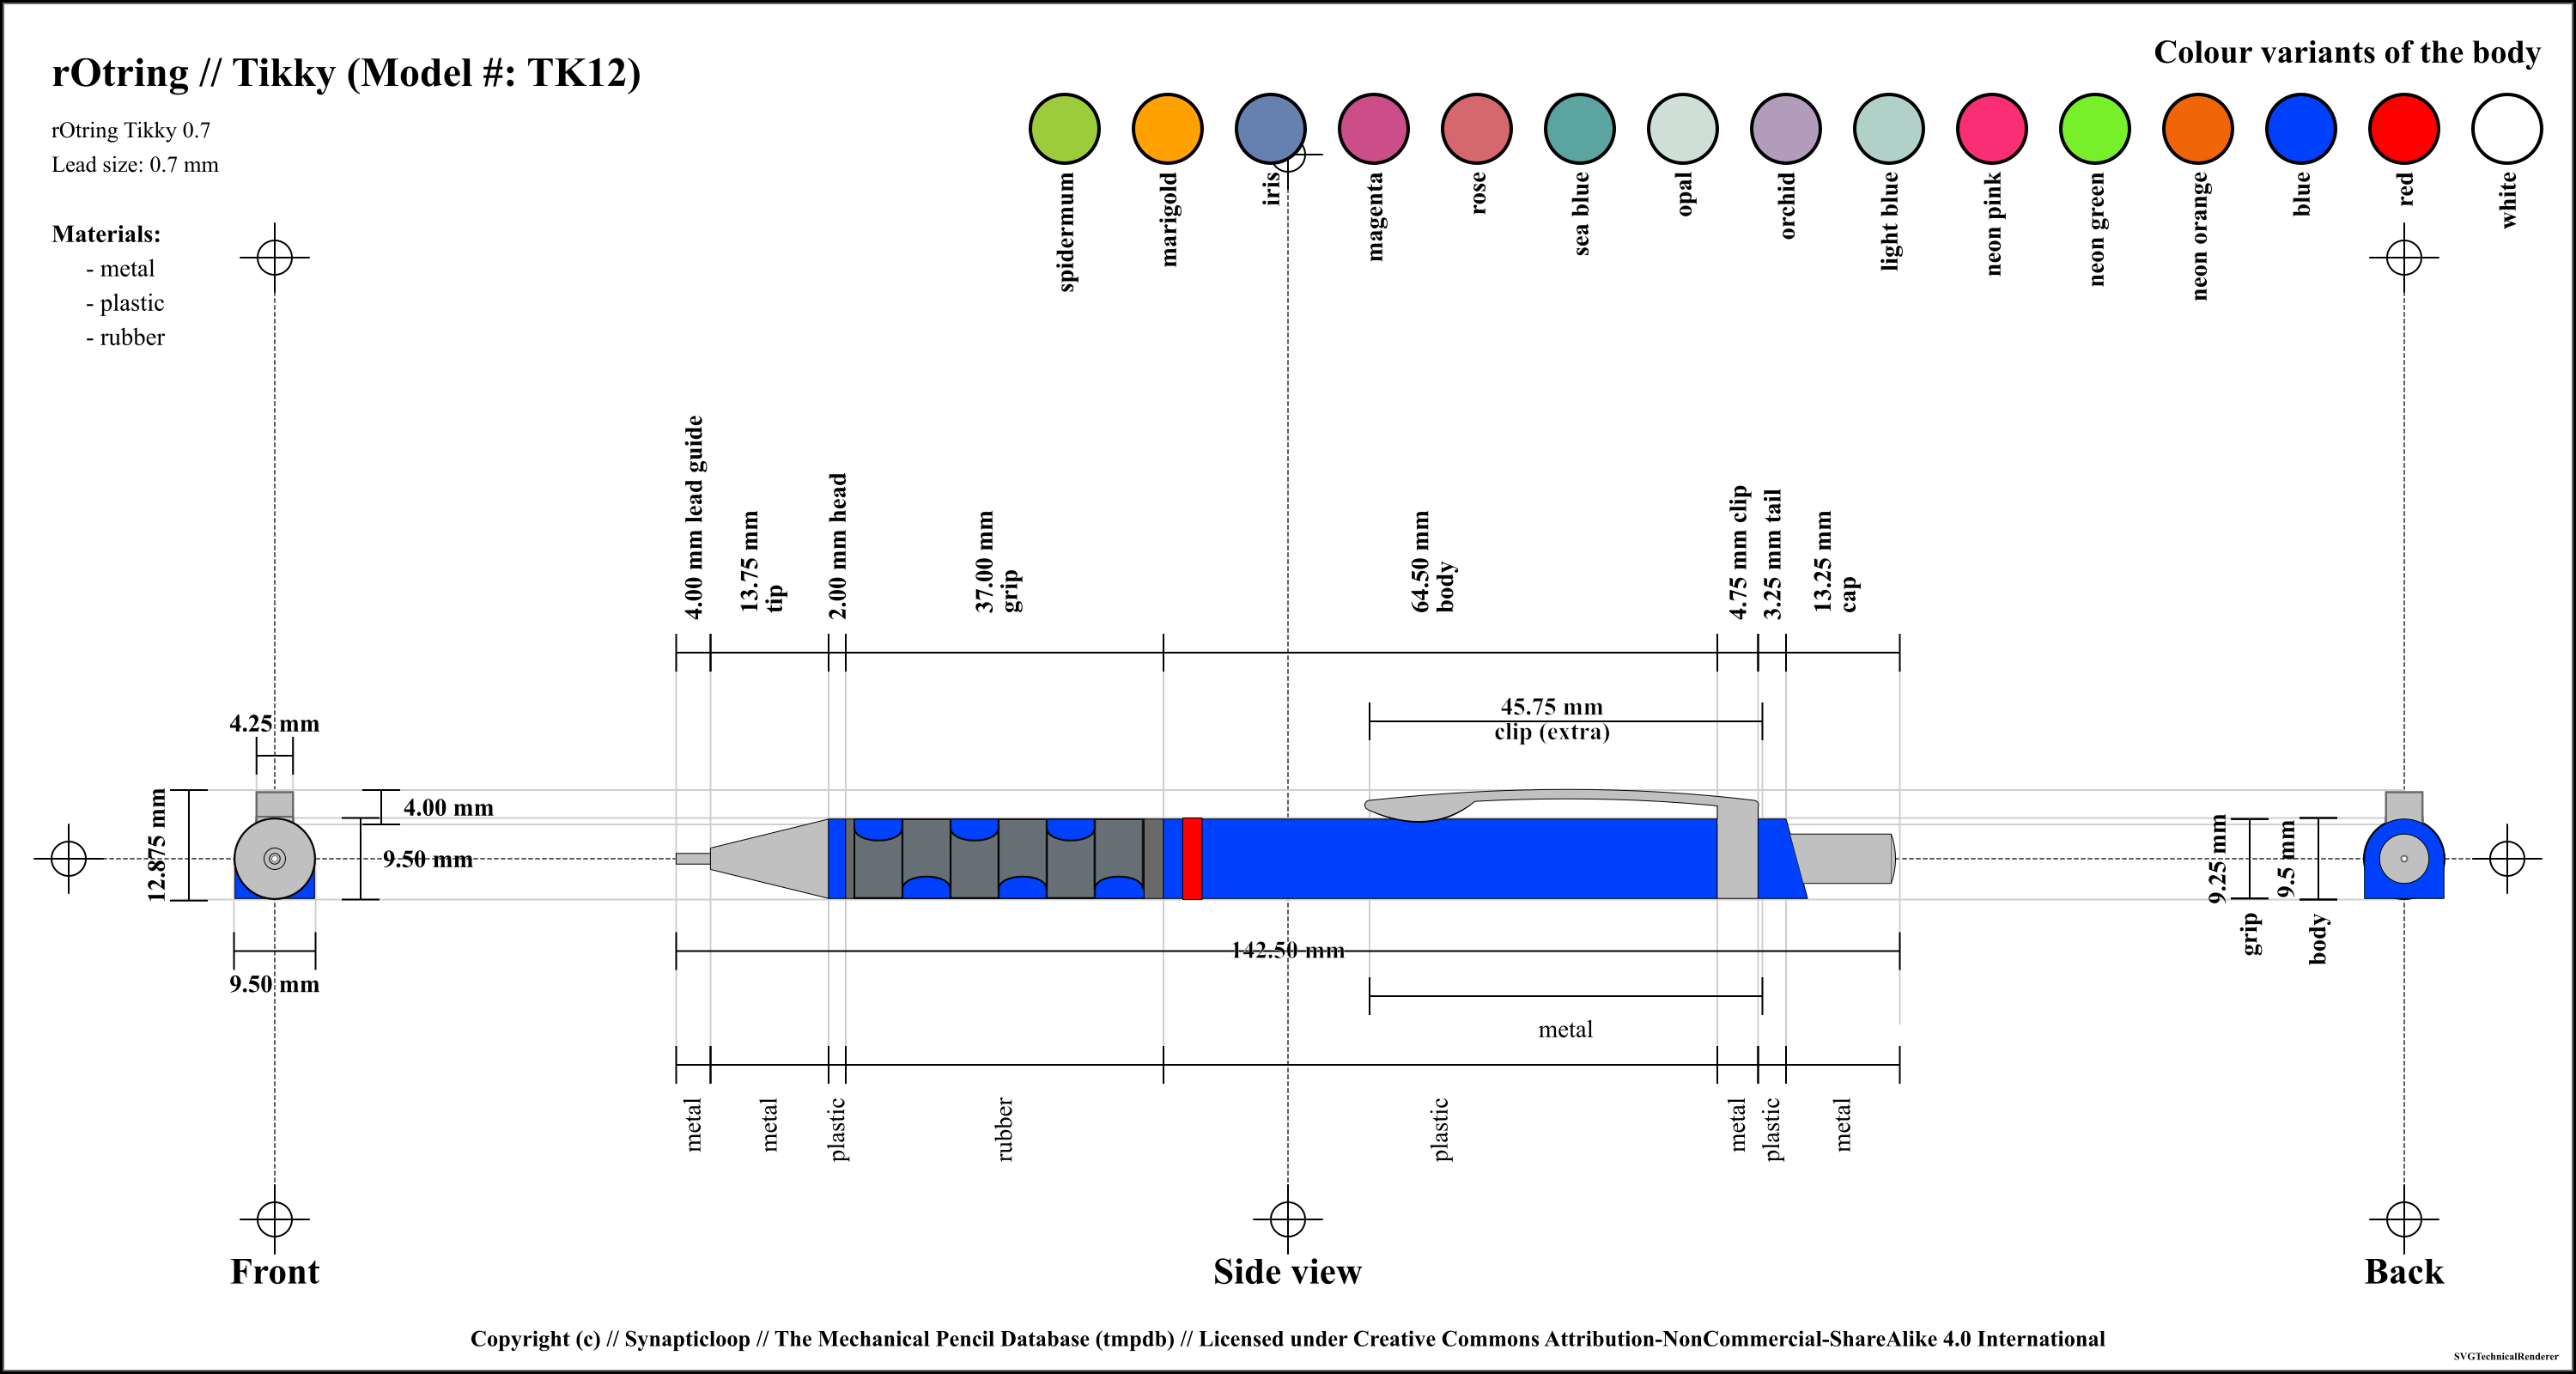 rOtring // Tikky (Model #: TK12)
Colour variants of the body
rOtring Tikky 0.7
Lead size: 0.7 mm
Materials:
- metal
- plastic
- rubber
spidermum
marigold
iris
magenta
rose
sea blue
opal
orchid
light blue
neon pink
neon green
neon orange
blue
red
white
4.00 mm lead guide
13.75 mm
tip
2.00 mm head
37.00 mm
grip
64.50 mm
body
4.75 mm clip
3.25 mm tail
13.25 mm
cap
45.75 mm
clip (extra)
4.25 mm
12.875 mm
4.00 mm
9.50 mm
9.50 mm
9.25 mm
grip
9.5 mm
body
142.50 mm
metal
metal
metal
plastic
rubber
plastic
metal
plastic
metal
Front
Side view
Back
Copyright (c) // Synapticloop // The Mechanical Pencil Database (tmpdb) // Licensed under Creative Commons Attribution-NonCommercial-ShareAlike 4.0 International
SVGTechnicalRenderer